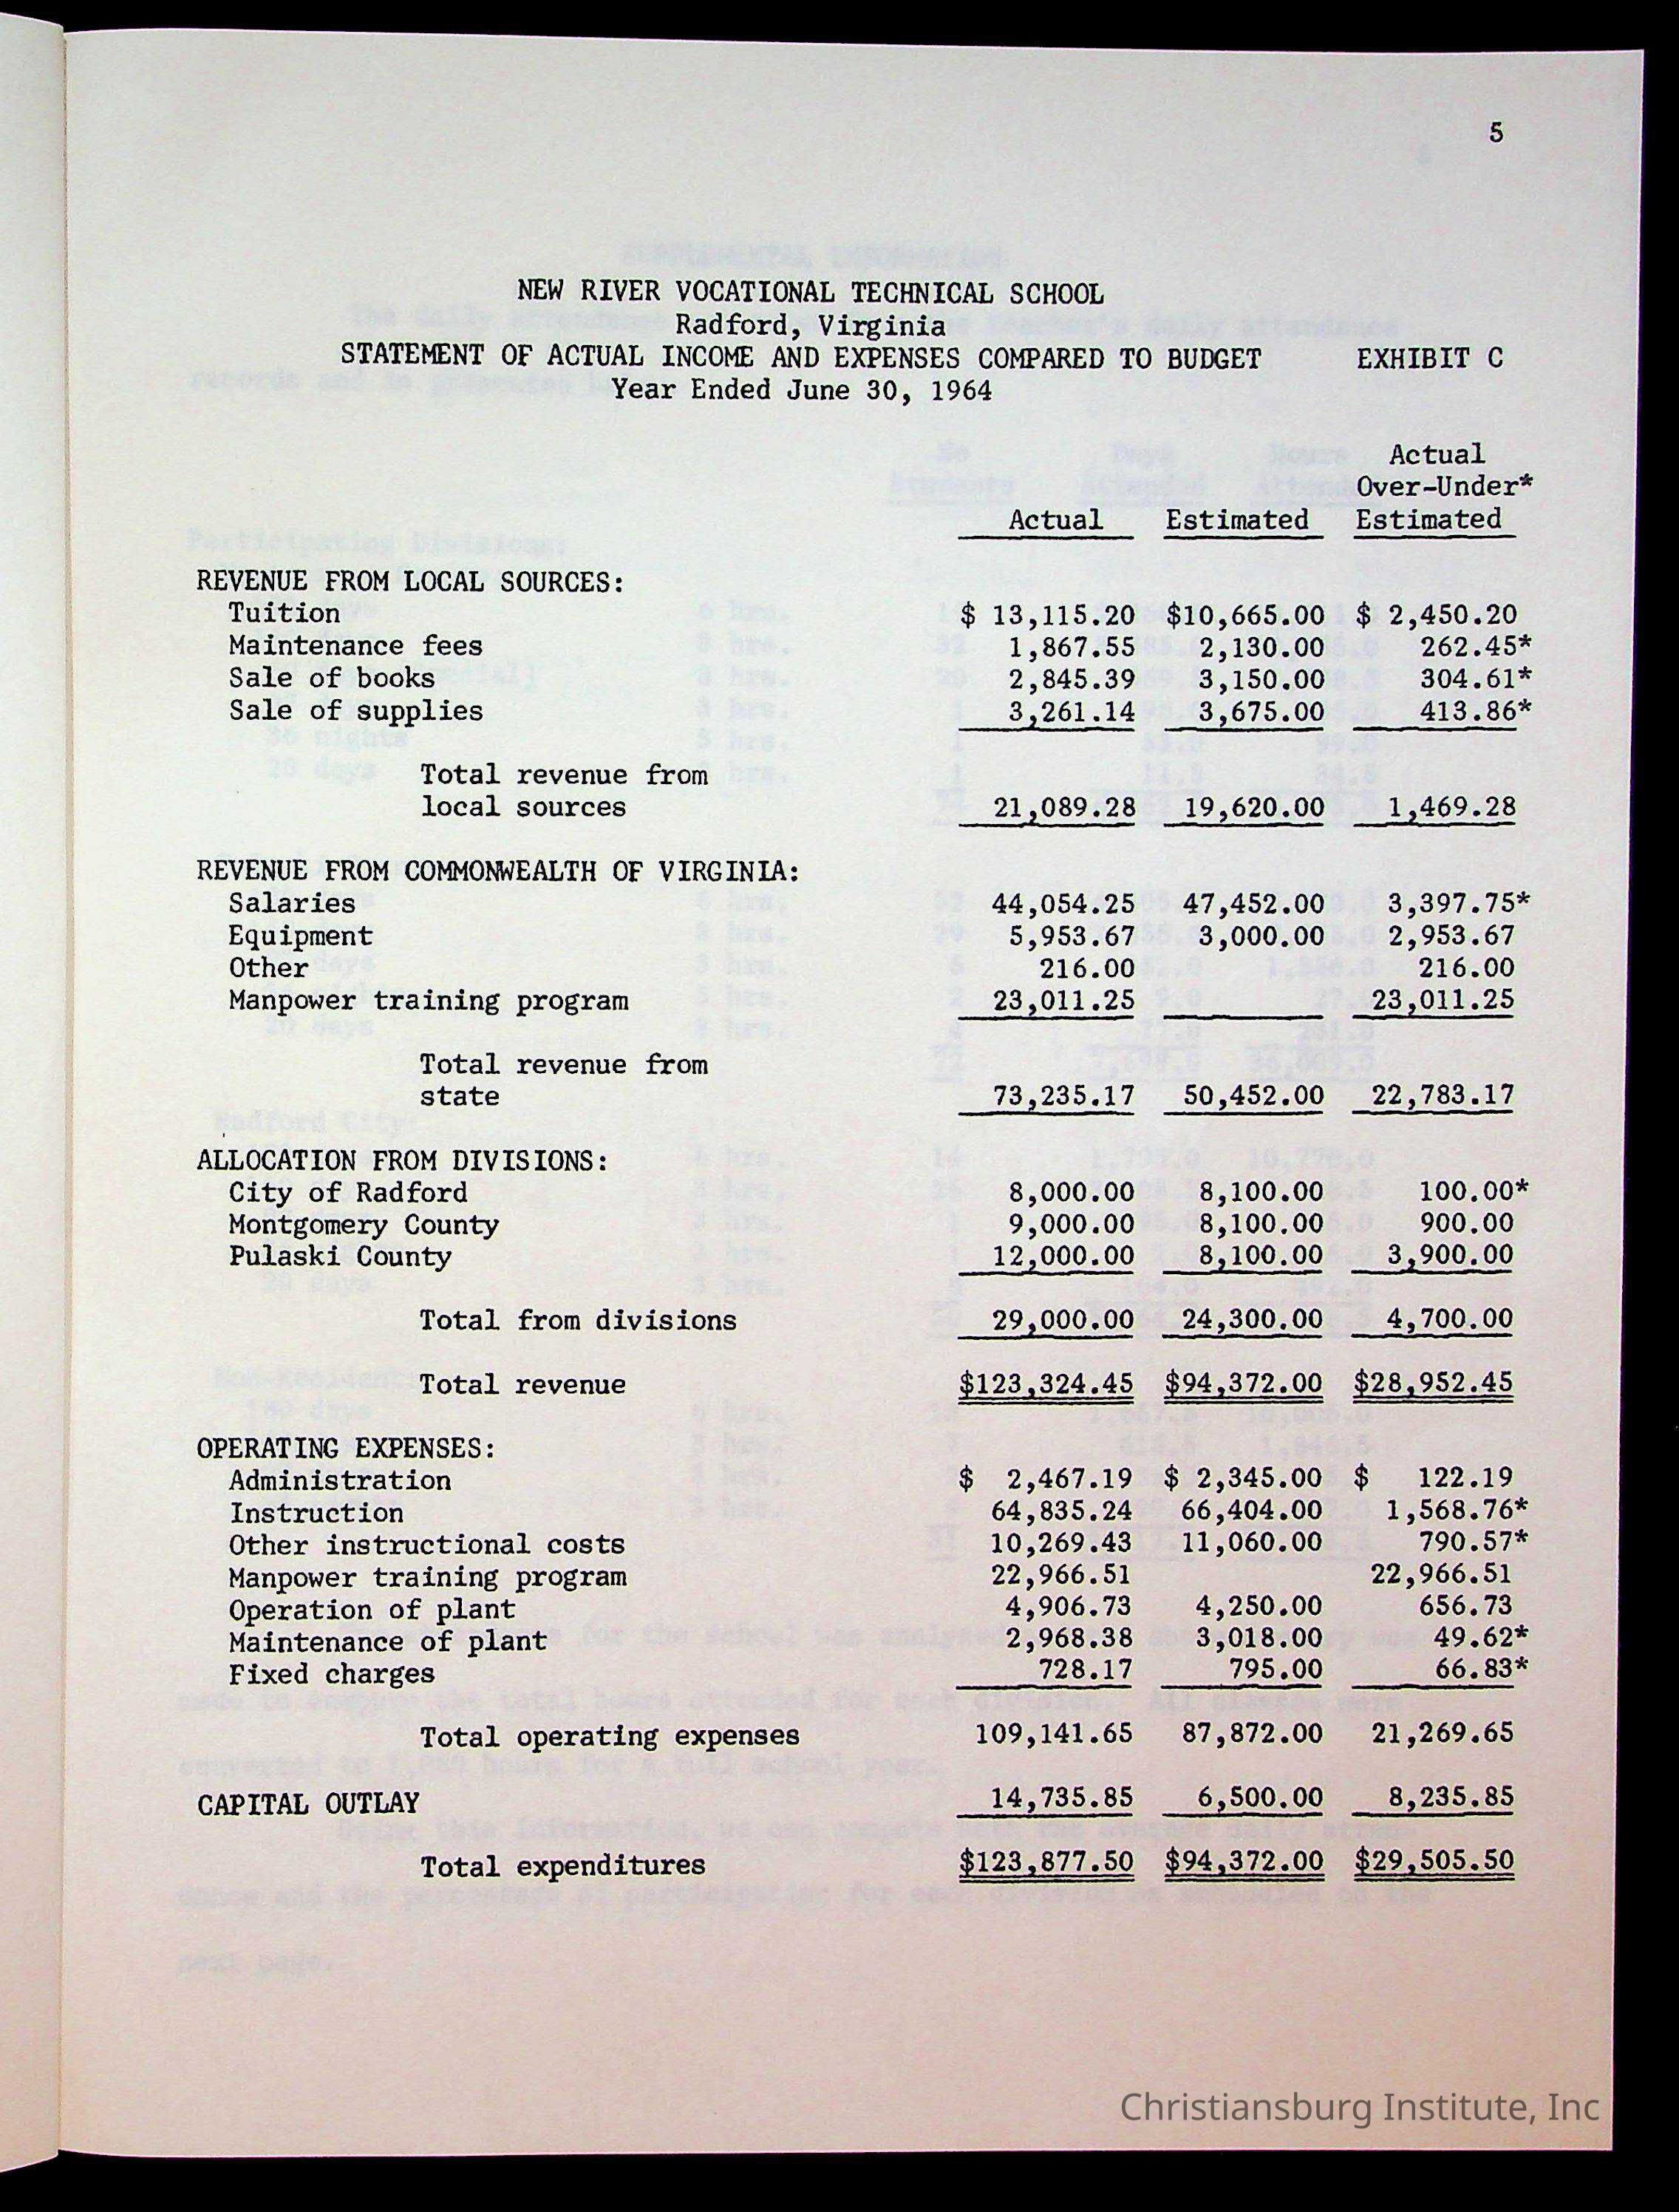 5
NEW RIVER VOCATIONAL TECHNICAL SCHOOL
Radford, Virginia
STATEMENT OF ACTUAL INCOME AND EXPENSES COMPARED TO BUDGET EXHIBIT C
Year Ended June 30, 1964
Actual
Over-Under*
Actual Estimated Estimated
REVENUE FROM LOCAL SOURCES:
Tuition $ 13,115.20 $10,665.00 $ 2,450.20
Maintenance fees 1,867.55 2,130.00 262.45*
Sale of books 2,845.39 3,150.00 304.61*
Sale of supplies 3,261.14 3,675.00 413.86*
Total revenue from
local sources 21,089.28 19,620.00 1,469.28
REVENUE FROM COMMONWEALTH OF VIRGINIA:
Salaries 44,054.25 47,452.00 3,397.75*
Equipment 5,953.67 3,000.00 2,953.67
Other 216.00 216.00
Manpower training program 23,011.25 23,011.25
Total revenue from
state 73,235.17 50,452.00 22,783.17
ALLOCATION FROM DIVISIONS:
City of Radford 8,000.00 8,100.00 100.00*
Montgomery County 9,000.00 8,100.00 900.00
Pulaski County 12,000.00 8,100.00 3,900.00
Total from divisions 29,000.00 24,300.00 4,700.00
Total revenue $123,324.45 $94,372.00 $28,952.45
OPERATING EXPENSES:
Administration $ 2,467.19 $ 2,345.00 $ 122.19
Instruction 64,835.24 66,404.00 1,568.76*
Other instructional costs 10,269.43 11,060.00 790.57*
Manpower training program 22,966.51 22,966.51
Operation of plant 4,906.73 4,250.00 656.73
Maintenance of plant 2,968.38 3,018.00 49.62*
Fixed charges 728.17 795.00 66.83*
Total operating expenses 109,141.65 87,872.00 21,269.65
CAPITAL OUTLAY 14,735.85 6,500.00 8,235.85
Total expenditures $123,877.50 $94,372.00 $29,505.50
Christiansburg Institute, Inc